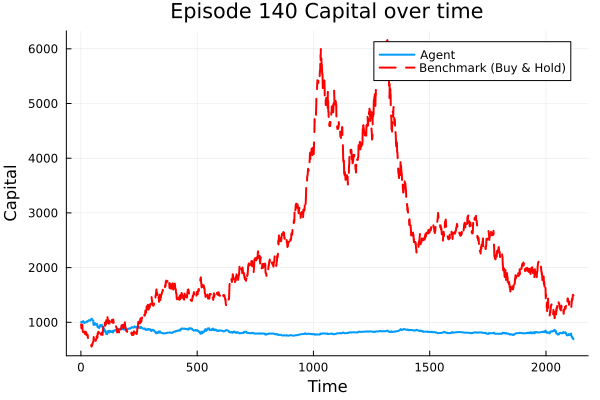 Episode 140 Capital over time
Agent
Benchmark (Buy & Hold)
6000
5000
4000
3000
2000
1000
Capital
0
500
1000
1500
2000
Time